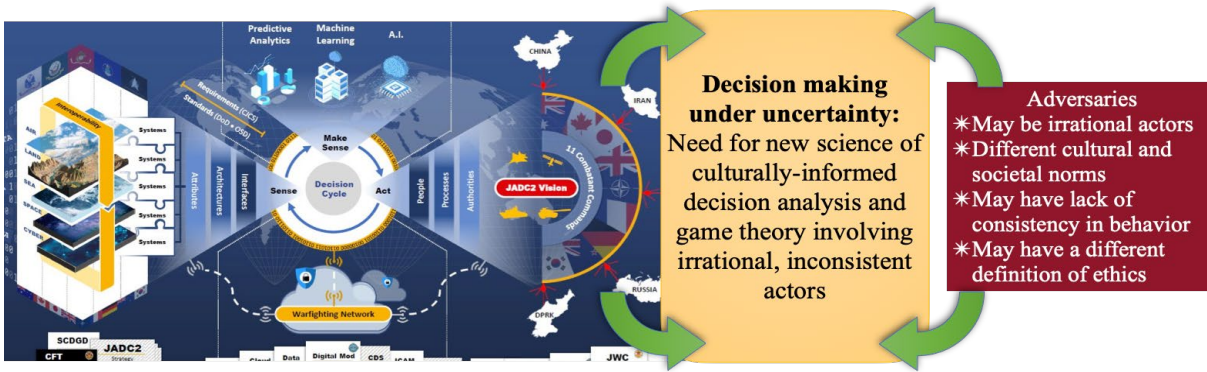 Predictive
Analytics
Machine
Learning
A.I.
CHINA
IRAN
RUSSIA
DPRK
Interoperability
AIR
LAND
SEA
SPACE
CYBER
Systems
Systems
Systems
Systems
Systems
Requirements (CJCS)
Standards (DoD • OSD)
Attributes
Architectures
Interfaces
Make
Sense
Sense
Decision
Cycle
Act
People
Processes
Authorities
JADC2 Vision
11 Combatant Commands
Warfighting Network
SCDGD
CFT
JADC2
Strategy
Cloud
Data
Digital Mod
CDS
ICAM
JWC
Decision making
under uncertainty:
Need for new science of
culturally-informed
decision analysis and
game theory involving
irrational, inconsistent
actors
Adversaries
✳May be irrational actors
✳Different cultural and
societal norms
✳May have lack of
consistency in behavior
✳May have a different
definition of ethics